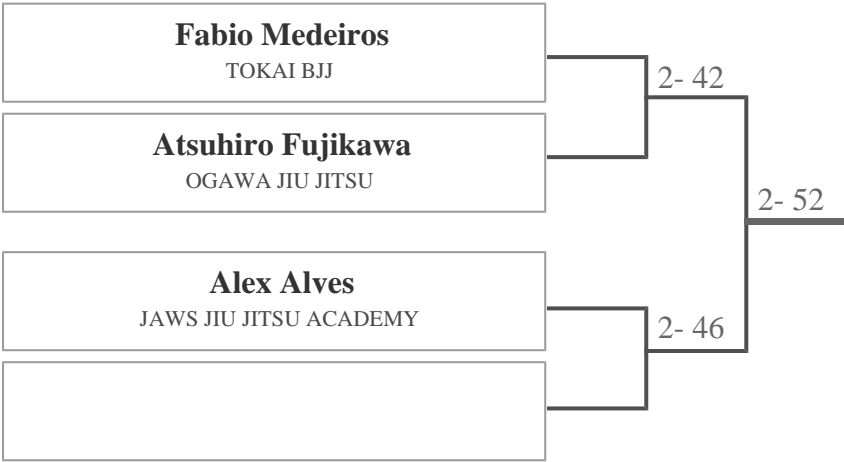 Fabio Medeiros
TOKAI BJJ
2- 42
Atsuhiro Fujikawa
OGAWA JIU JITSU
2- 52
Alex Alves
JAWS JIU JITSU ACADEMY
2- 46